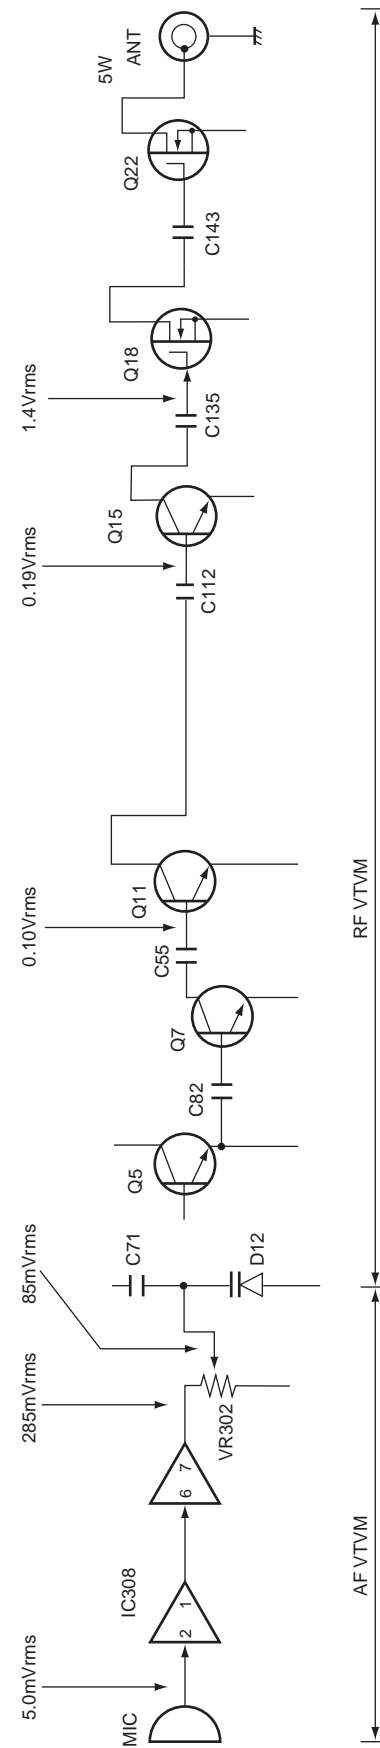 5.0mVrms
285mVrms
85mVrms
0.10Vrms
0.19Vrms
1.4Vrms
5W
ANT
MIC
IC308
2 1
6 7
VR302
C71
D12
Q5
C82
Q7
C55
Q11
C112
Q15
C135
Q18
C143
Q22
AF VTVM
RF VTVM